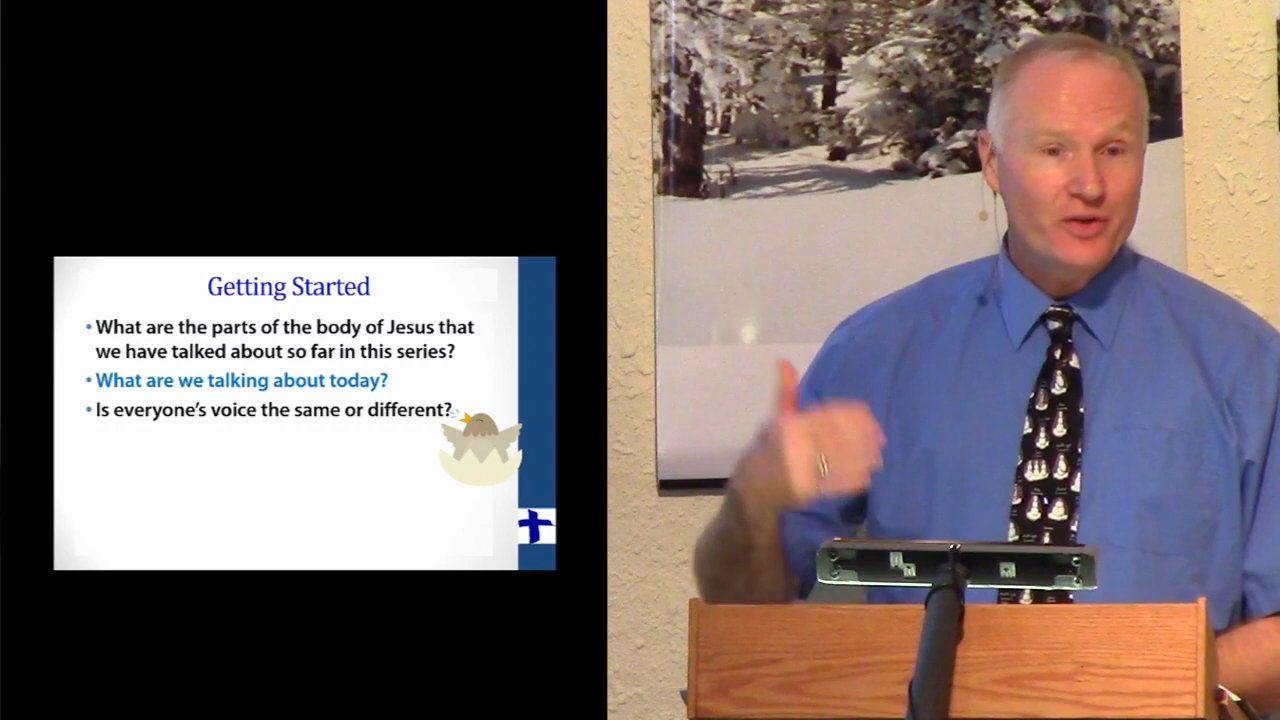 Getting Started
• What are the parts of the body of Jesus that
we have talked about so far in this series?
• What are we talking about today?
• Is everyone's voice the same or different?